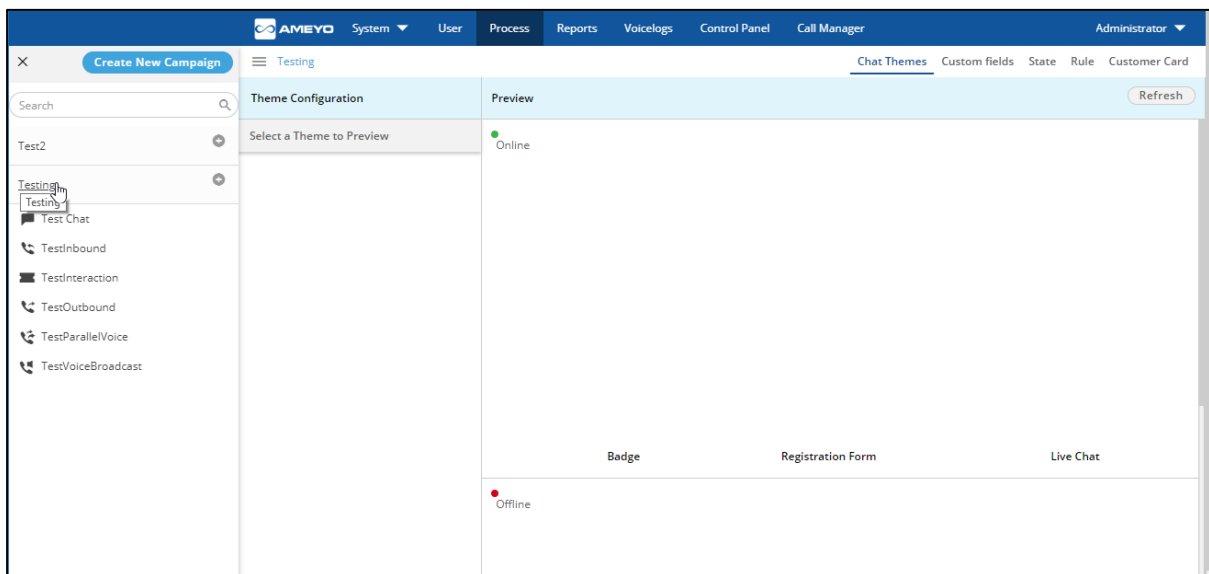 AMEYO System User Process Reports Voicelogs Control Panel Call Manager Administrator
Create New Campaign
Testing
Chat Themes Custom fields State Rule Customer Card
Search
Theme Configuration
Preview
Refresh
Test2
Select a Theme to Preview
Online
Testing
Testing
Test Chat
TestInbound
TestInteraction
TestOutbound
TestParallelVoice
TestVoiceBroadcast
Badge Registration Form Live Chat
Offline